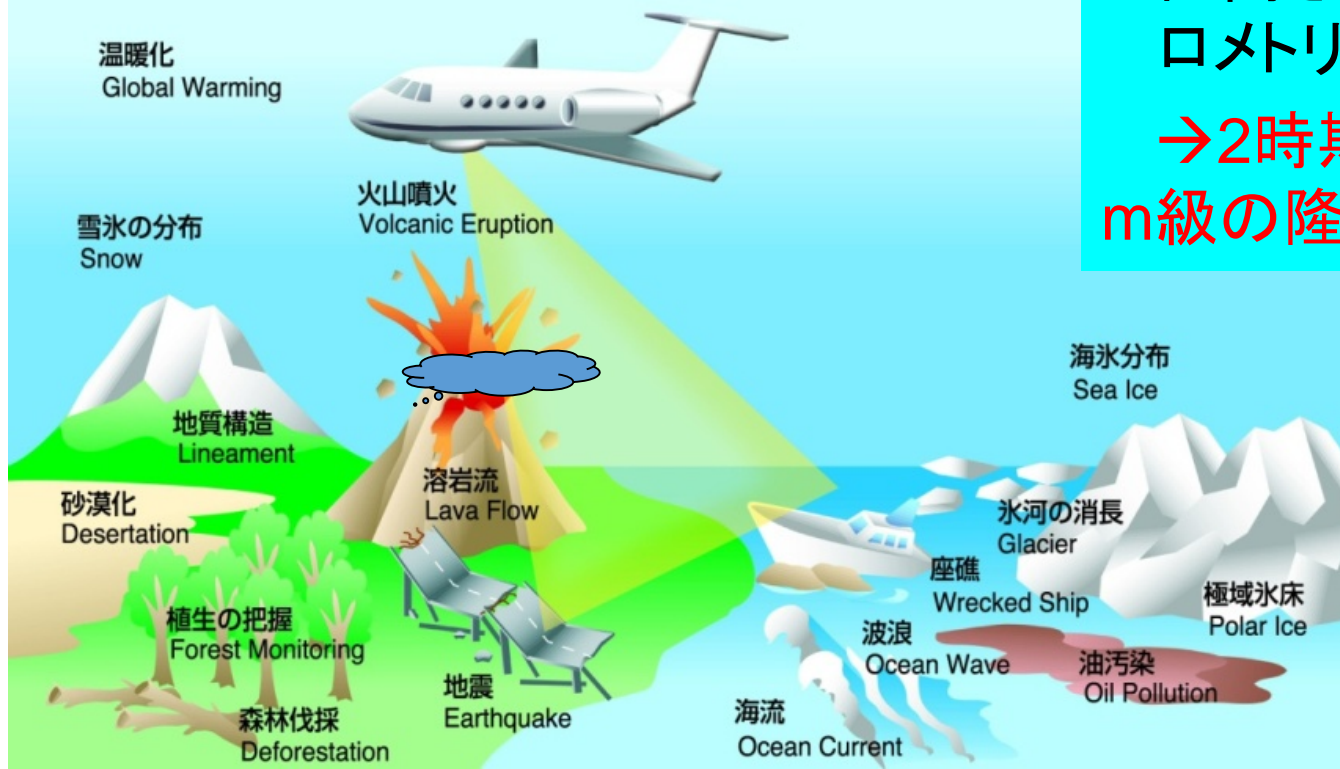 温暖化
Global Warming
ロメトリ
→2時期
m級の隆
火山噴火
Volcanic Eruption
雪氷の分布
Snow
海氷分布
Sea Ice
地質構造
Lineament
溶岩流
Lava Flow
砂漠化
Desertation
氷河の消長
Glacier
座礁
Wrecked Ship
極域氷床
Polar Ice
植生の把握
Forest Monitoring
波浪
Ocean Wave
油汚染
Oil Pollution
地震
Earthquake
海流
Ocean Current
森林伐採
Deforestation